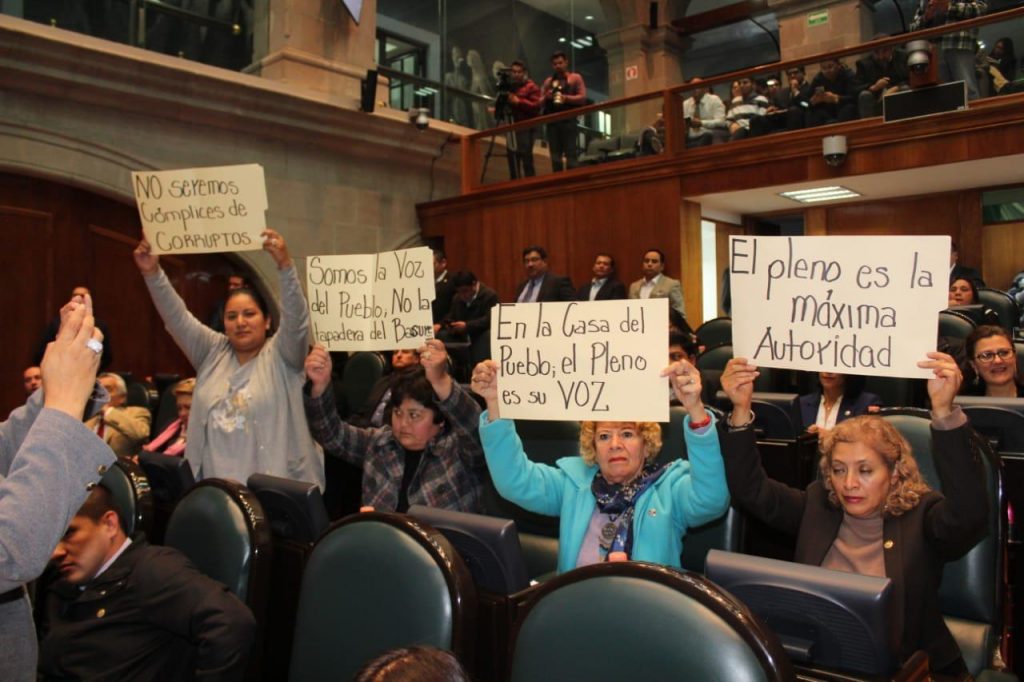 NO seremos
Cómplices de
CORRUPTOS
Somos la Voz
del Pueblo, No la
tapadera del
En la Casa del
Pueblo; el Pleno
es su VOZ
El pleno es la
máxima
Autoridad